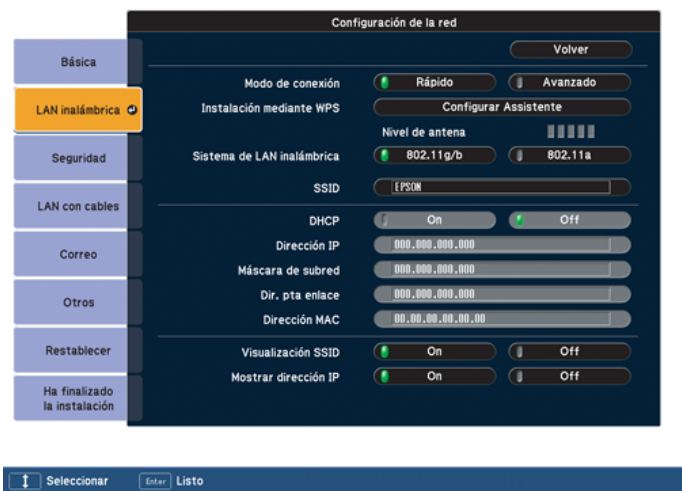 Configuración de la red
Volver
Básica
LAN inalámbrica
Seguridad
LAN con cables
Correo
Otros
Restablecer
Ha finalizado
la instalación
Modo de conexión Rápido Avanzado
Instalación mediante WPS Configurar Assistente
Nivel de antena
Sistema de LAN inalámbrica 802.11g/b 802.11a
SSID EPSON
DHCP On Off
Dirección IP 000.000.000.000
Máscara de subred 000.000.000.000
Dir. pta enlace 000.000.000.000
Dirección MAC 00.00.00.00.00.00
Visualización SSID On Off
Mostrar dirección IP On Off
Seleccionar Enter Listo